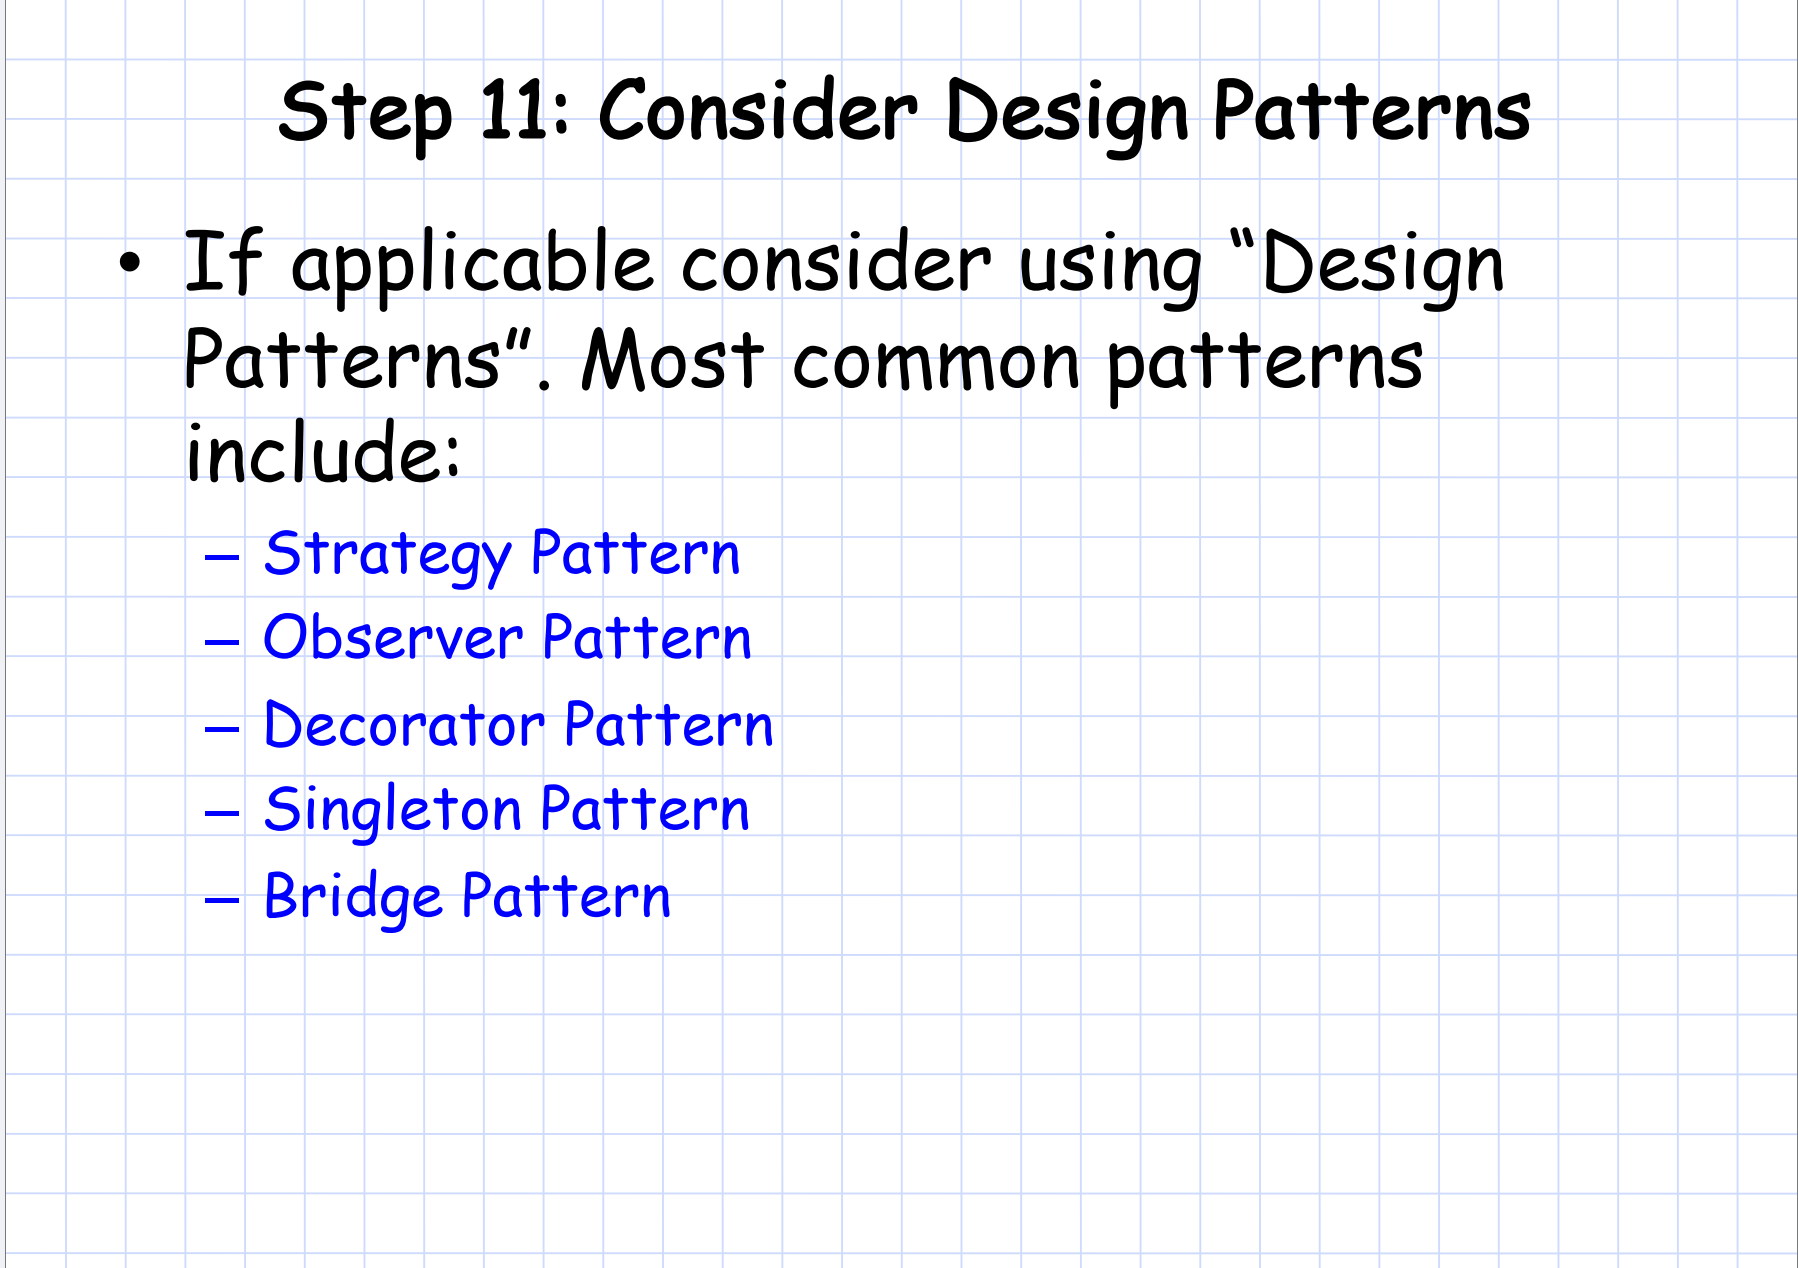 Step 11: Consider Design Patterns
• If applicable consider using “Design
Patterns”. Most common patterns
include:
– Strategy Pattern
– Observer Pattern
– Decorator Pattern
– Singleton Pattern
– Bridge Pattern